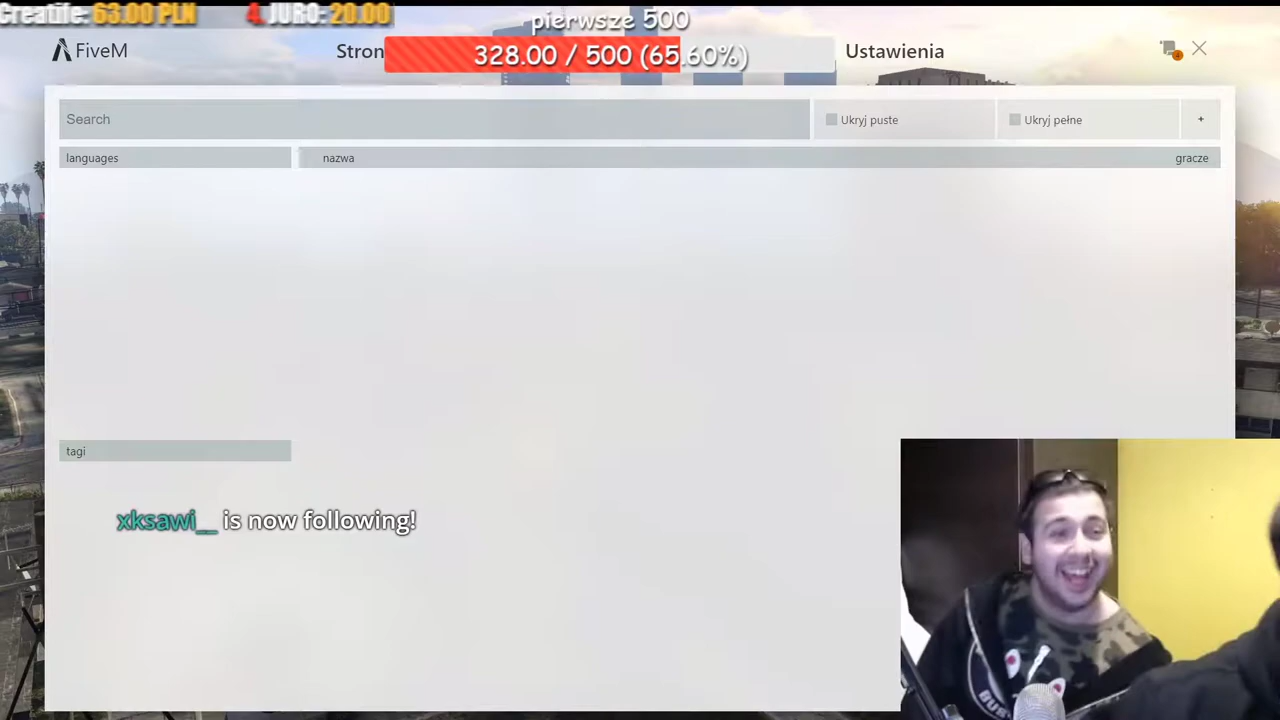 Creatile: 63.00 PLN 4. JURO: 20.00
pierwsze 500
328.00 / 500 (65.60%)
FiveM Stron Ustawienia
Search Ukryj puste Ukryj pełne +
languages nazwa gracze
tagi
xksawi__ is now following!